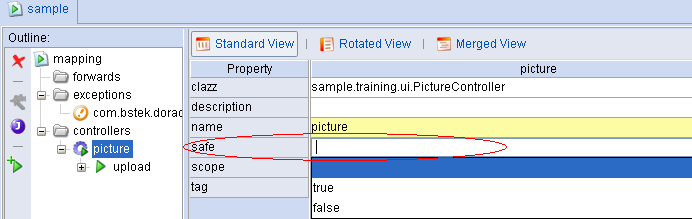 sample
Outline:
mapping
forwards
exceptions
com.bstek.dorac
controllers
picture
upload
Standard View
Rotated View
Merged View
Property
picture
clazz
sample.training.ui.PictureController
description
name
picture
safe
scope
tag
true
false